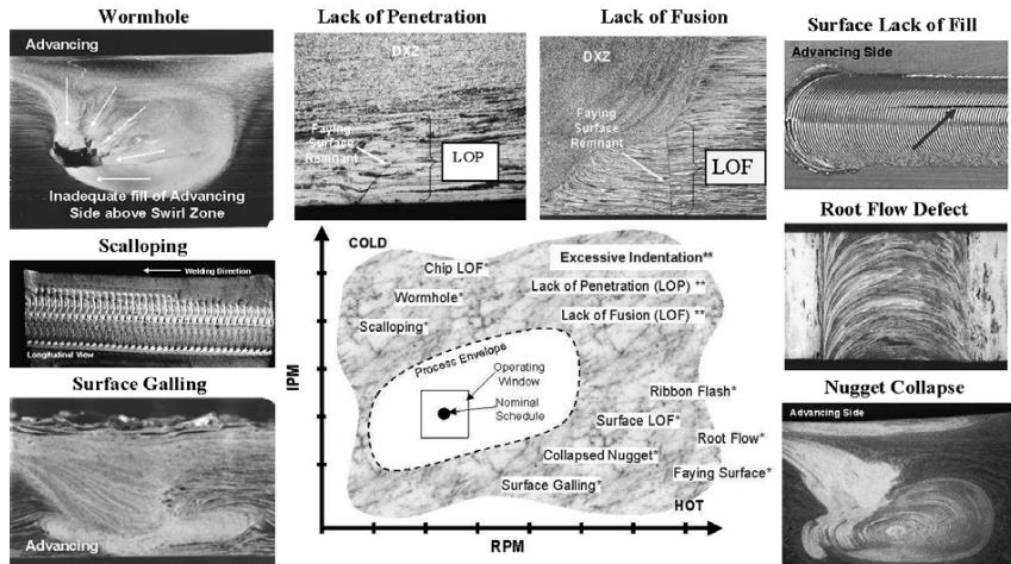 Wormhole
Lack of Penetration
Lack of Fusion
Surface Lack of Fill
Advancing
Inadequate fill of Advancing
Side above Swirl Zone
DXZ
Faying
Surface
Remnant
LOP
DXZ
Faying
Surface
Remnant
LOF
Advancing Side
Scalloping
Welding Direction
Longitudinal View
Root Flow Defect
Surface Galling
Advancing
Nugget Collapse
Advancing Side
COLD
Chip LOF*
Excessive Indentation**
Wormhole*
Lack of Penetration (LOP) **
Scalloping*
Lack of Fusion (LOF) **
Process Envelope
Operating
Window
Nominal
Schedule
Ribbon Flash*
Surface LOF*
Root Flow*
Collapsed Nugget*
Faying Surface*
Surface Galling*
HOT
IPM
RPM